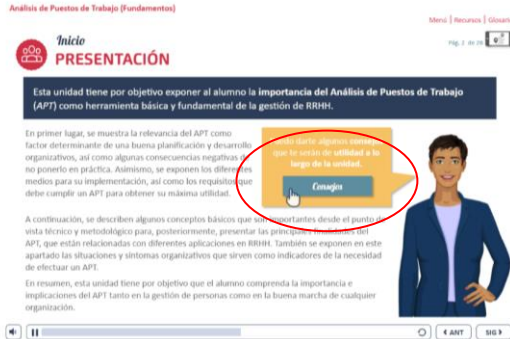 Análisis de Puestos de Trabajo (Fundamentos)
Menú | Recursos | Glosario
Pág. 2 de 26
Inicio
PRESENTACIÓN
Esta unidad tiene por objetivo exponer al alumno la importancia del Análisis de Puestos de Trabajo
(APT) como herramienta básica y fundamental de la gestión de RRHH.
En primer lugar, se muestra la relevancia del APT como
factor determinante de una buena planificación y desarrollo
organizativos, así como algunas consecuencias negativas de
no ponerlo en práctica. Asimismo, se exponen los diferentes
medios para su implementación, así como los requisitos que
debe cumplir un APT para obtener su máxima utilidad.
darte algunos consejos
que te serán de utilidad a lo
largo de la unidad.
Consejos
A continuación, se describen algunos conceptos básicos que son importantes desde el punto de
vista técnico y metodológico para, posteriormente, presentar las principales finalidades del
APT, que están relacionadas con diferentes aplicaciones en RRHH. También se exponen en este
apartado las situaciones y síntomas organizativos que sirven como indicadores de la necesidad
de efectuar un APT.
En resumen, esta unidad tiene por objetivo que el alumno comprenda la importancia e
implicaciones del APT tanto en la gestión de personas como en la buena marcha de cualquier
organización.
ANT
SIG